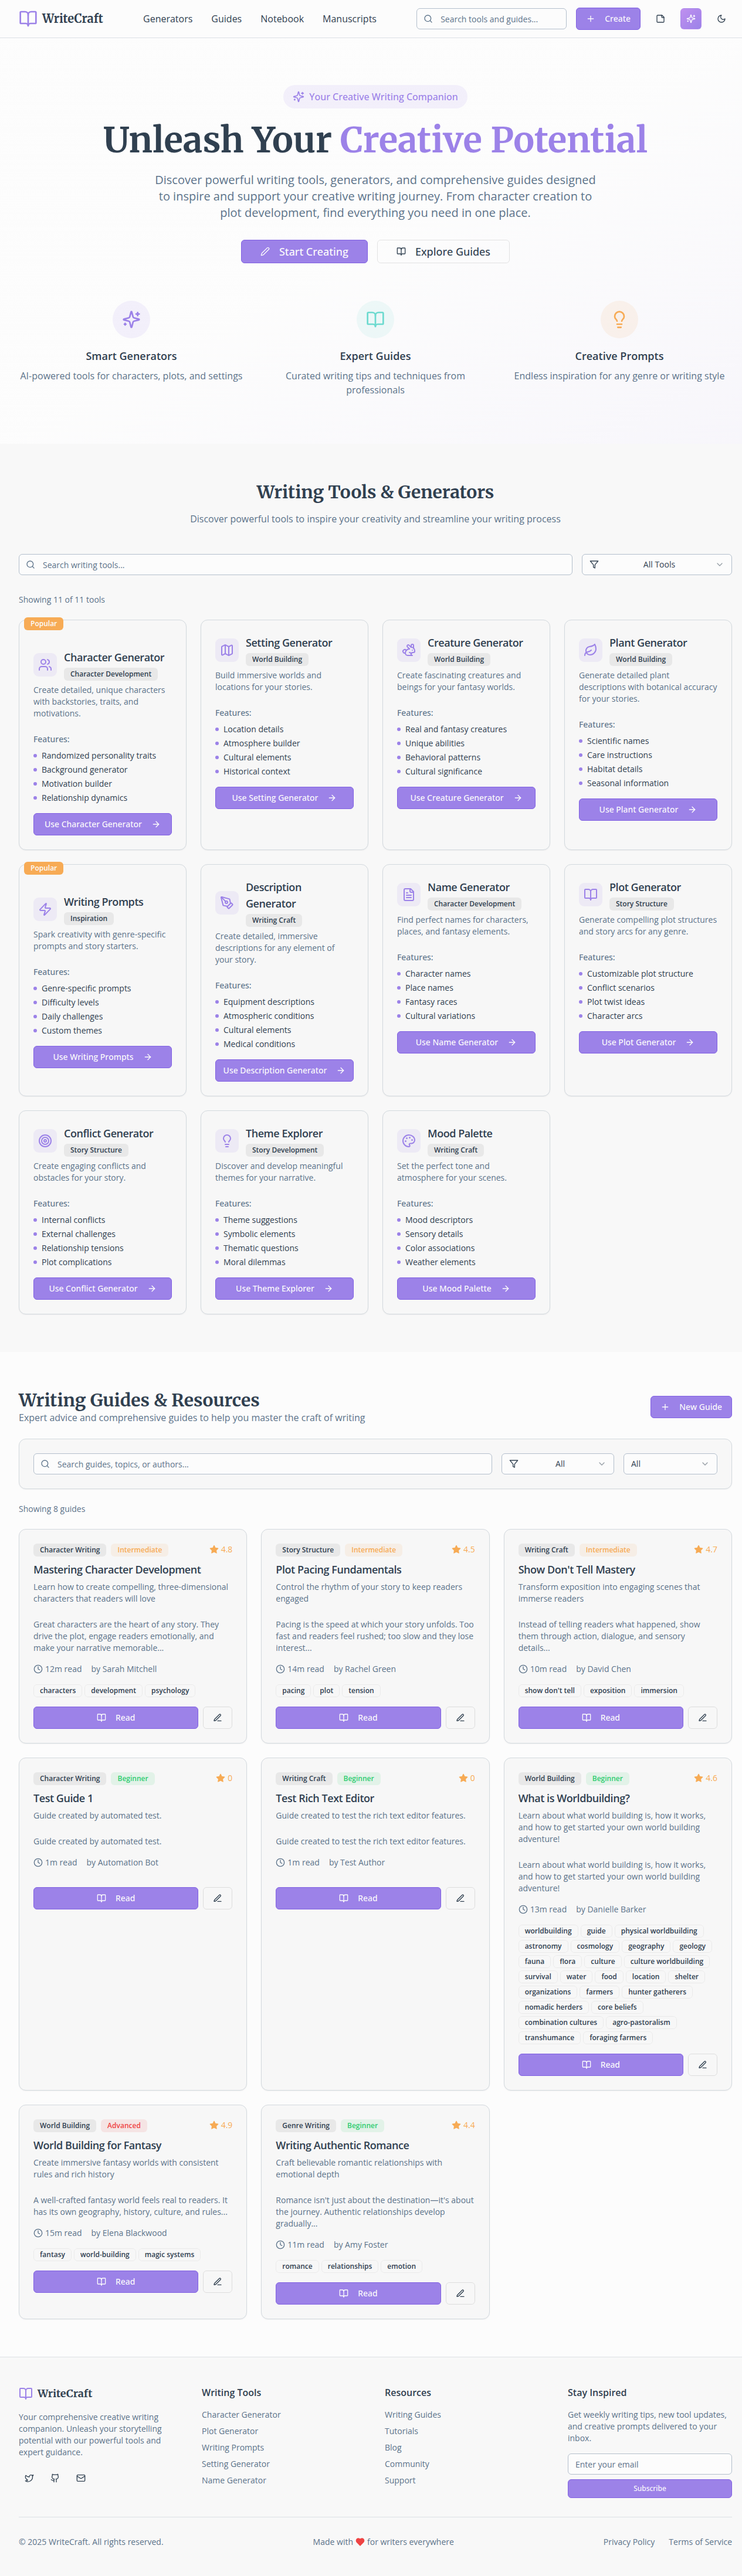 WriteCraft
Generators
Guides
Notebook
Manuscripts
Search tools and guides...
Create
Your Creative Writing Companion
Unleash Your Creative Potential
Discover powerful writing tools, generators, and comprehensive guides designed
to inspire and support your creative writing journey. From character creation to
plot development, find everything you need in one place.
Start Creating
Explore Guides
Smart Generators
AI-powered tools for characters, plots, and settings
Expert Guides
Curated writing tips and techniques from
professionals
Creative Prompts
Endless inspiration for any genre or writing style
Writing Tools & Generators
Discover powerful tools to inspire your creativity and streamline your writing process
Search writing tools...
All Tools
Showing 11 of 11 tools
Popular
Character Generator
Character Development
Create detailed, unique characters
with backstories, traits, and
motivations.
Features:
Randomized personality traits
Background generator
Motivation builder
Relationship dynamics
Use Character Generator
Setting Generator
World Building
Build immersive worlds and
locations for your stories.
Features:
Location details
Atmosphere builder
Cultural elements
Historical context
Use Setting Generator
Creature Generator
World Building
Create fascinating creatures and
beings for your fantasy worlds.
Features:
Real and fantasy creatures
Unique abilities
Behavioral patterns
Cultural significance
Use Creature Generator
Plant Generator
World Building
Generate detailed plant
descriptions with botanical accuracy
for your stories.
Features:
Scientific names
Care instructions
Habitat details
Seasonal information
Use Plant Generator
Popular
Writing Prompts
Inspiration
Spark creativity with genre-specific
prompts and story starters.
Features:
Genre-specific prompts
Difficulty levels
Daily challenges
Custom themes
Use Writing Prompts
Description
Generator
Writing Craft
Create detailed, immersive
descriptions for any element of
your story.
Features:
Equipment descriptions
Atmospheric conditions
Cultural elements
Medical conditions
Use Description Generator
Name Generator
Character Development
Find perfect names for characters,
places, and fantasy elements.
Features:
Character names
Place names
Fantasy races
Cultural variations
Use Name Generator
Plot Generator
Story Structure
Generate compelling plot structures
and story arcs for any genre.
Features:
Customizable plot structure
Conflict scenarios
Plot twist ideas
Character arcs
Use Plot Generator
Conflict Generator
Story Structure
Create engaging conflicts and
obstacles for your story.
Features:
Internal conflicts
External challenges
Relationship tensions
Plot complications
Use Conflict Generator
Theme Explorer
Story Development
Discover and develop meaningful
themes for your narrative.
Features:
Theme suggestions
Symbolic elements
Thematic questions
Moral dilemmas
Use Theme Explorer
Mood Palette
Writing Craft
Set the perfect tone and
atmosphere for your scenes.
Features:
Mood descriptors
Sensory details
Color associations
Weather elements
Use Mood Palette
Writing Guides & Resources
Expert advice and comprehensive guides to help you master the craft of writing
New Guide
Search guides, topics, or authors...
All
All
Showing 8 guides
Character Writing Intermediate 4.8
Mastering Character Development
Learn how to create compelling, three-dimensional
characters that readers will love
Great characters are the heart of any story. They
drive the plot, engage readers emotionally, and
make your narrative memorable...
12m read by Sarah Mitchell
characters development psychology
Read
Story Structure Intermediate 4.5
Plot Pacing Fundamentals
Control the rhythm of your story to keep readers
engaged
Pacing is the speed at which your story unfolds. Too
fast and readers feel rushed; too slow and they lose
interest...
14m read by Rachel Green
pacing plot tension
Read
Writing Craft Intermediate 4.7
Show Don't Tell Mastery
Transform exposition into engaging scenes that
immerse readers
Instead of telling readers what happened, show
them through action, dialogue, and sensory
details...
10m read by David Chen
show don't tell exposition immersion
Read
Character Writing Beginner 0
Test Guide 1
Guide created by automated test.
Guide created by automated test.
1m read by Automation Bot
Read
Writing Craft Beginner 0
Test Rich Text Editor
Guide created to test the rich text editor features.
Guide created to test the rich text editor features.
1m read by Test Author
Read
World Building Beginner 4.6
What is Worldbuilding?
Learn about what world building is, how it works,
and how to get started your own world building
adventure!
Learn about what world building is, how it works,
and how to get started your own world building
adventure!
13m read by Danielle Barker
worldbuilding guide physical worldbuilding
astronomy cosmology geography geology
fauna flora culture culture worldbuilding
survival water food location shelter
organizations farmers hunter gatherers
nomadic herders core beliefs
combination cultures agro-pastoralism
transhumance foraging farmers
Read
World Building Advanced 4.9
World Building for Fantasy
Create immersive fantasy worlds with consistent
rules and rich history
A well-crafted fantasy world feels real to readers. It
has its own geography, history, culture, and rules...
15m read by Elena Blackwood
fantasy world-building magic systems
Read
Genre Writing Beginner 4.4
Writing Authentic Romance
Craft believable romantic relationships with
emotional depth
Romance isn't just about the destination—it's about
the journey. Authentic relationships develop
gradually...
11m read by Amy Foster
romance relationships emotion
Read
WriteCraft
Your comprehensive creative writing
companion. Unleash your storytelling
potential with our powerful tools and
expert guidance.
Writing Tools
Character Generator
Plot Generator
Writing Prompts
Setting Generator
Name Generator
Resources
Writing Guides
Tutorials
Blog
Community
Support
Stay Inspired
Get weekly writing tips, new tool updates,
and creative prompts delivered to your
inbox.
Enter your email
Subscribe
© 2025 WriteCraft. All rights reserved.
Made with ❤️ for writers everywhere
Privacy Policy
Terms of Service